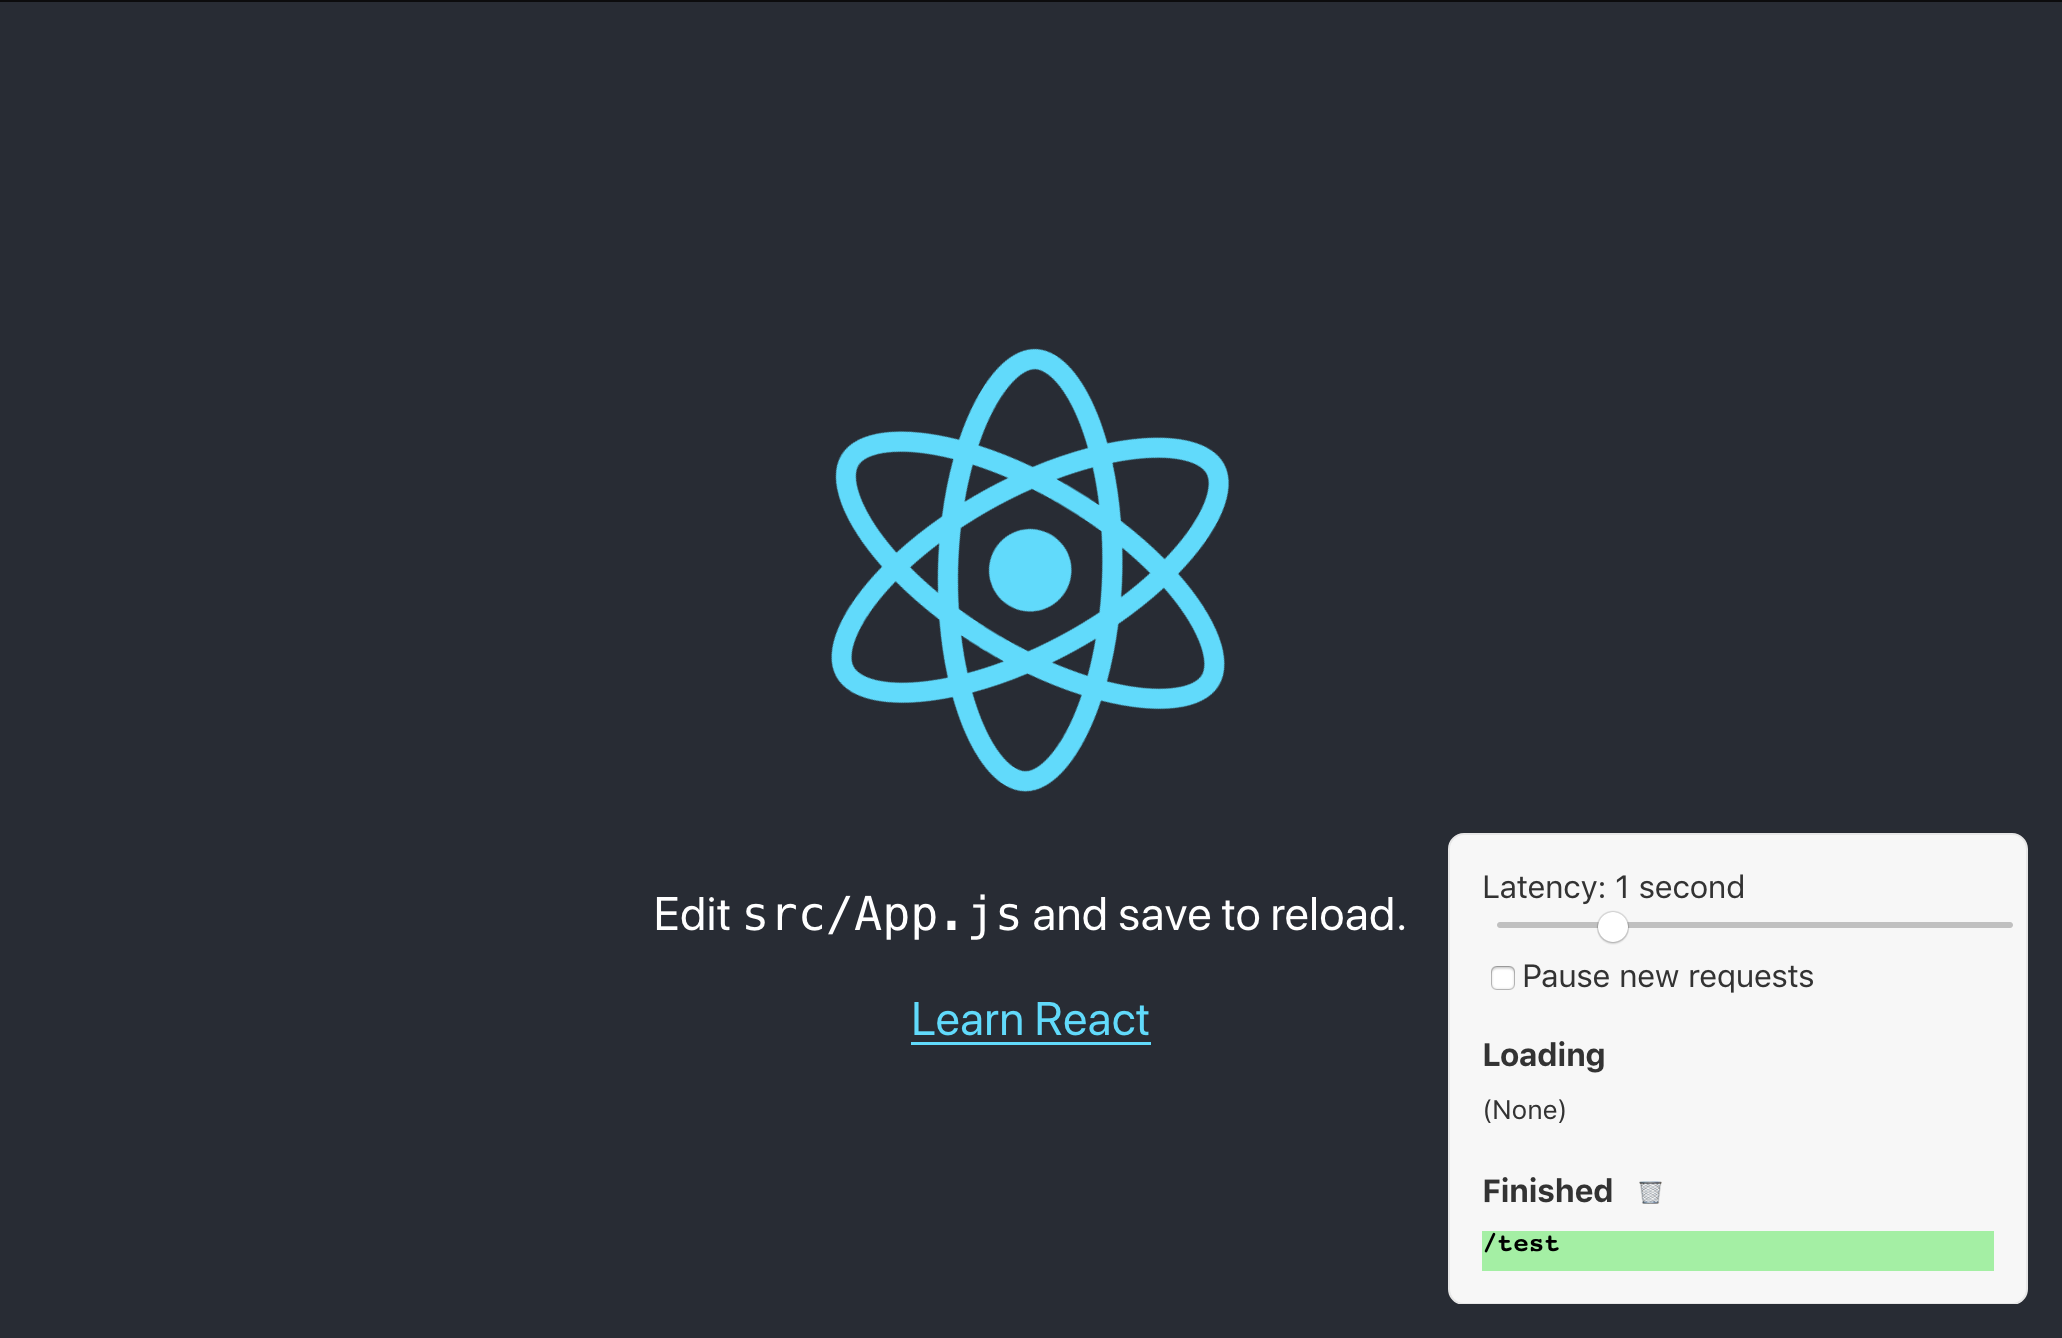 Edit src/App.js and save to reload.
Learn React
Latency: 1 second
Pause new requests
Loading
(None)
Finished
/test